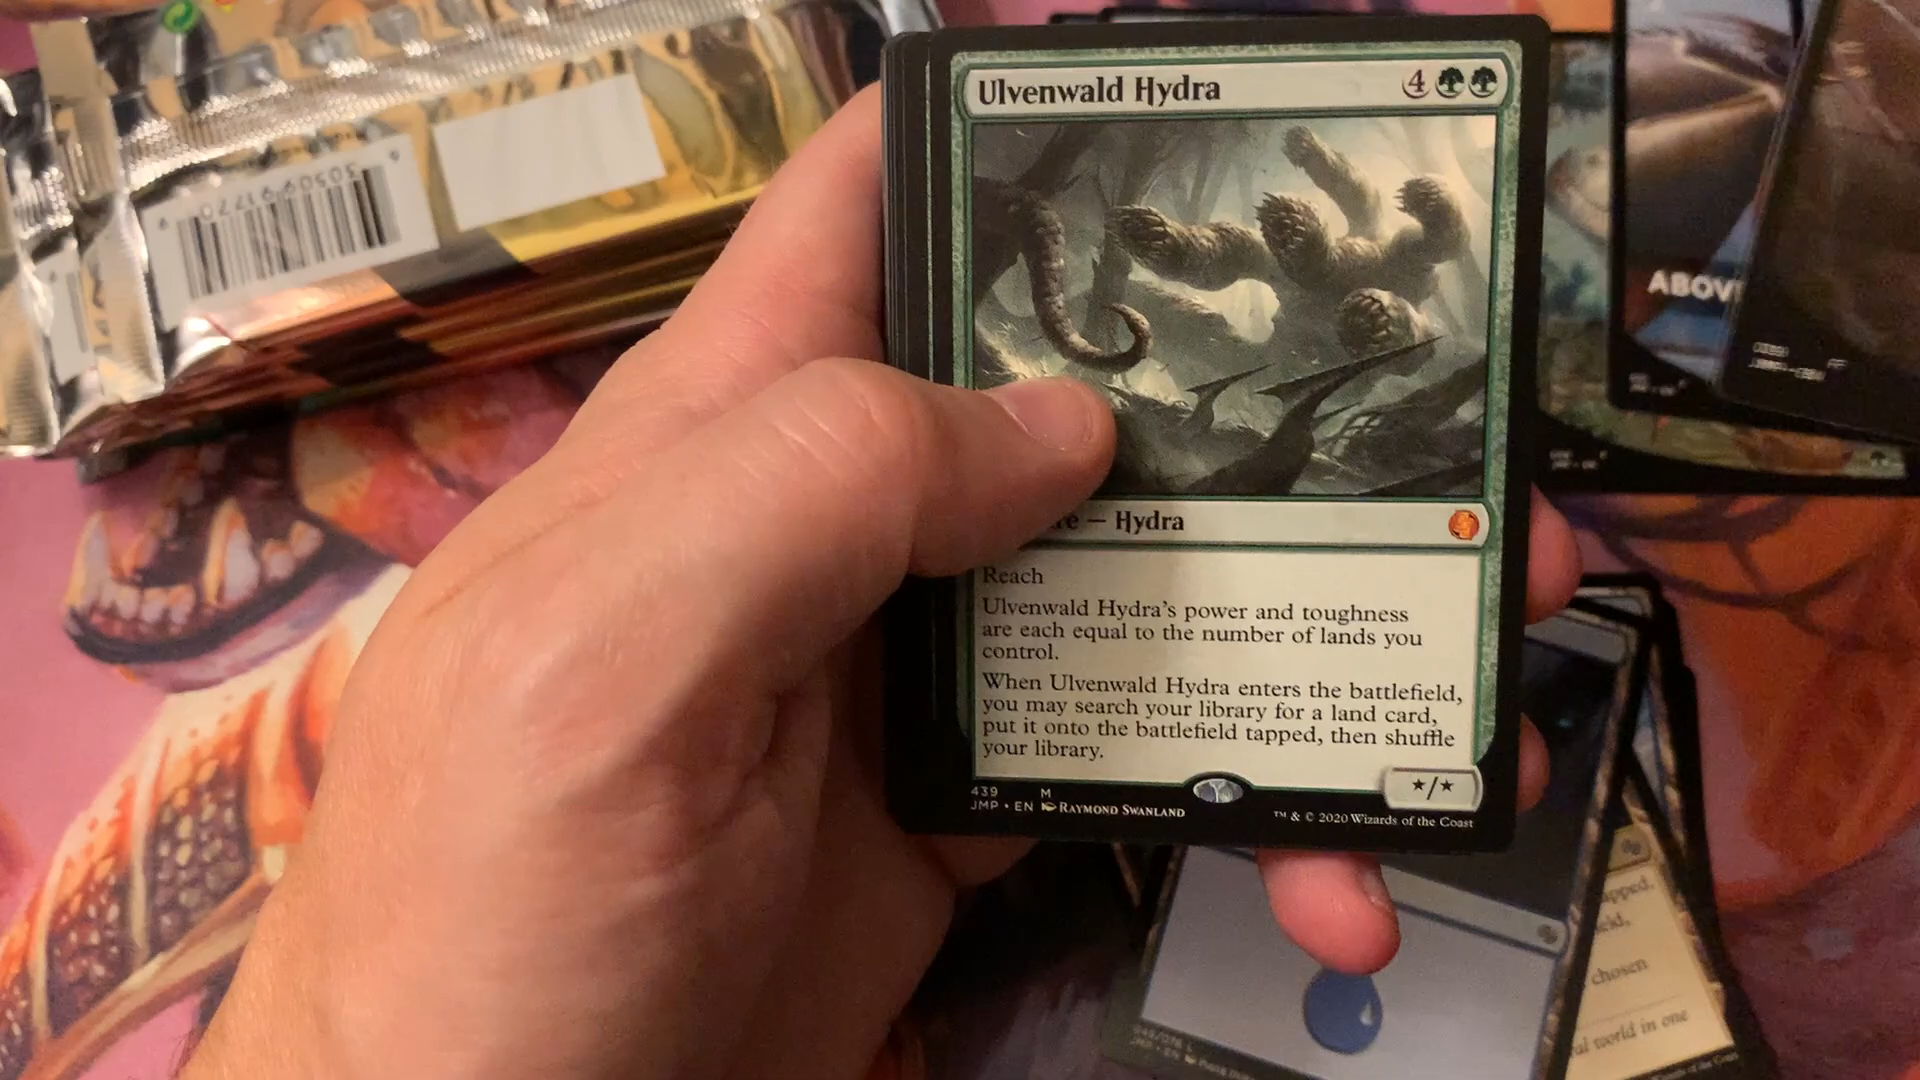 Ulvenwald Hydra 4
re — Hydra
Reach
Ulvenwald Hydra's power and toughness
are each equal to the number of lands you
control.
When Ulvenwald Hydra enters the battlefield,
you may search your library for a land card,
put it onto the battlefield tapped, then shuffle
your library.
★/★
439 M
JMP • EN RAYMOND SWANLAND
™ & © 2020 Wizards of the Coast
ABOV
chosen
world in one